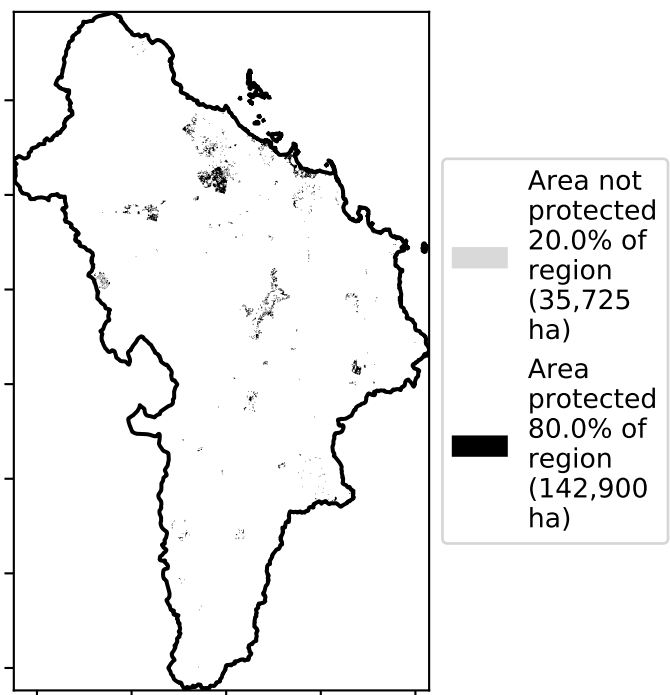 Area not
protected
20.0% of
region
(35,725
ha)
Area
protected
80.0% of
region
(142,900
ha)